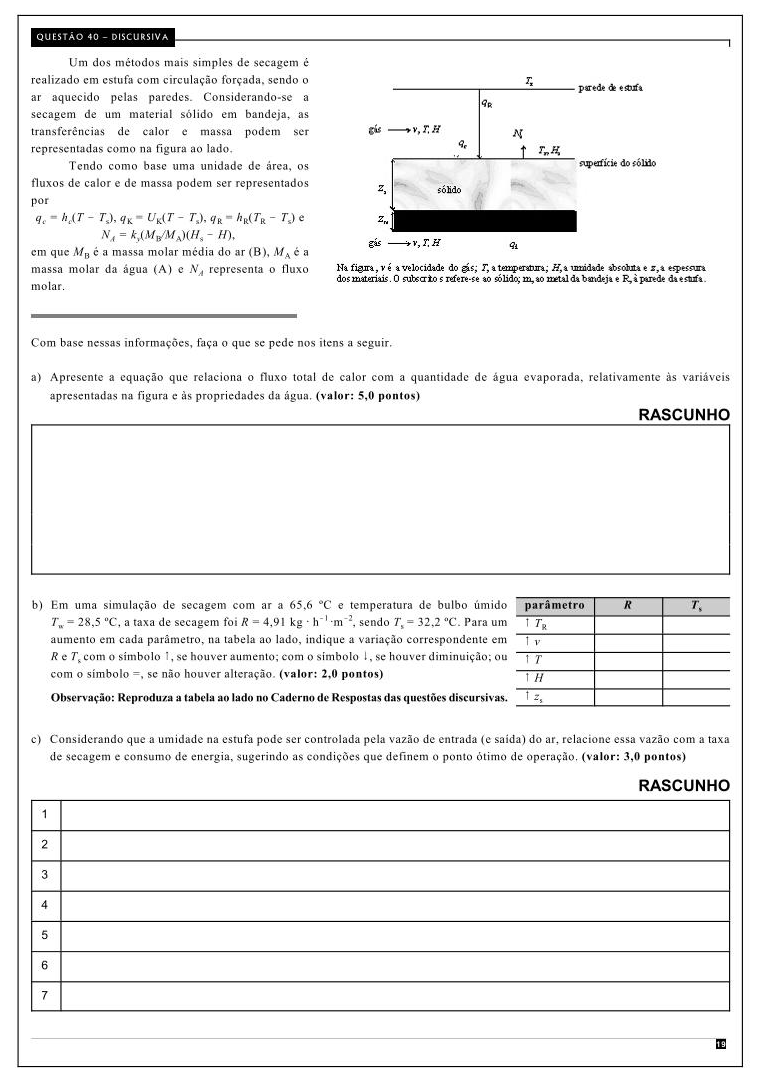 QUESTÃO 40 – DISCURSIVA
Um dos métodos mais simples de secagem é
realizado em estufa com circulação forçada, sendo o
ar aquecido pelas paredes. Considerando-se a
secagem de um material sólido em bandeja, as
transferências de calor e massa podem ser
representadas como na figura ao lado.
Tendo como base uma unidade de área, os
fluxos de calor e de massa podem ser representados
por
q_c = h_c(T − T_s), q_K = U_K(T − T_s), q_R = h_R(T_R − T_s) e
N_A = k_y(M_B/M_A)(H_s − H),
em que M_B é a massa molar média do ar (B), M_A é a
massa molar da água (A) e N_A representa o fluxo
molar.
parede de estufa
q_R
gás → v, T, H
q_c
T_s, H_s
superfície do sólido
z_s
sólido
z_m
gás → v, T, H
Na figura, v é a velocidade do gás; T, a temperatura; H, a umidade absoluta e z, a espessura
dos materiais. O subscrito s refere-se ao sólido; m, ao metal da bandeja e R, à parede da estufa.
Com base nessas informações, faça o que se pede nos itens a seguir.
a) Apresente a equação que relaciona o fluxo total de calor com a quantidade de água evaporada, relativamente às variáveis
apresentadas na figura e às propriedades da água. (valor: 5,0 pontos)
RASCUNHO
b) Em uma simulação de secagem com ar a 65,6 ºC e temperatura de bulbo úmido
T_w = 28,5 ºC, a taxa de secagem foi R = 4,91 kg · h⁻¹·m⁻², sendo T_s = 32,2 ºC. Para um
aumento em cada parâmetro, na tabela ao lado, indique a variação correspondente em
R e T_s com o símbolo ↑, se houver aumento; com o símbolo ↓, se houver diminuição; ou
com o símbolo =, se não houver alteração. (valor: 2,0 pontos)
Observação: Reproduza a tabela ao lado no Caderno de Respostas das questões discursivas.
parâmetro R T_s
↑ T_R
↑ v
↑ T
↑ H
↑ z_s
c) Considerando que a umidade na estufa pode ser controlada pela vazão de entrada (e saída) do ar, relacione essa vazão com a taxa
de secagem e consumo de energia, sugerindo as condições que definem o ponto ótimo de operação. (valor: 3,0 pontos)
RASCUNHO
1
2
3
4
5
6
7
19